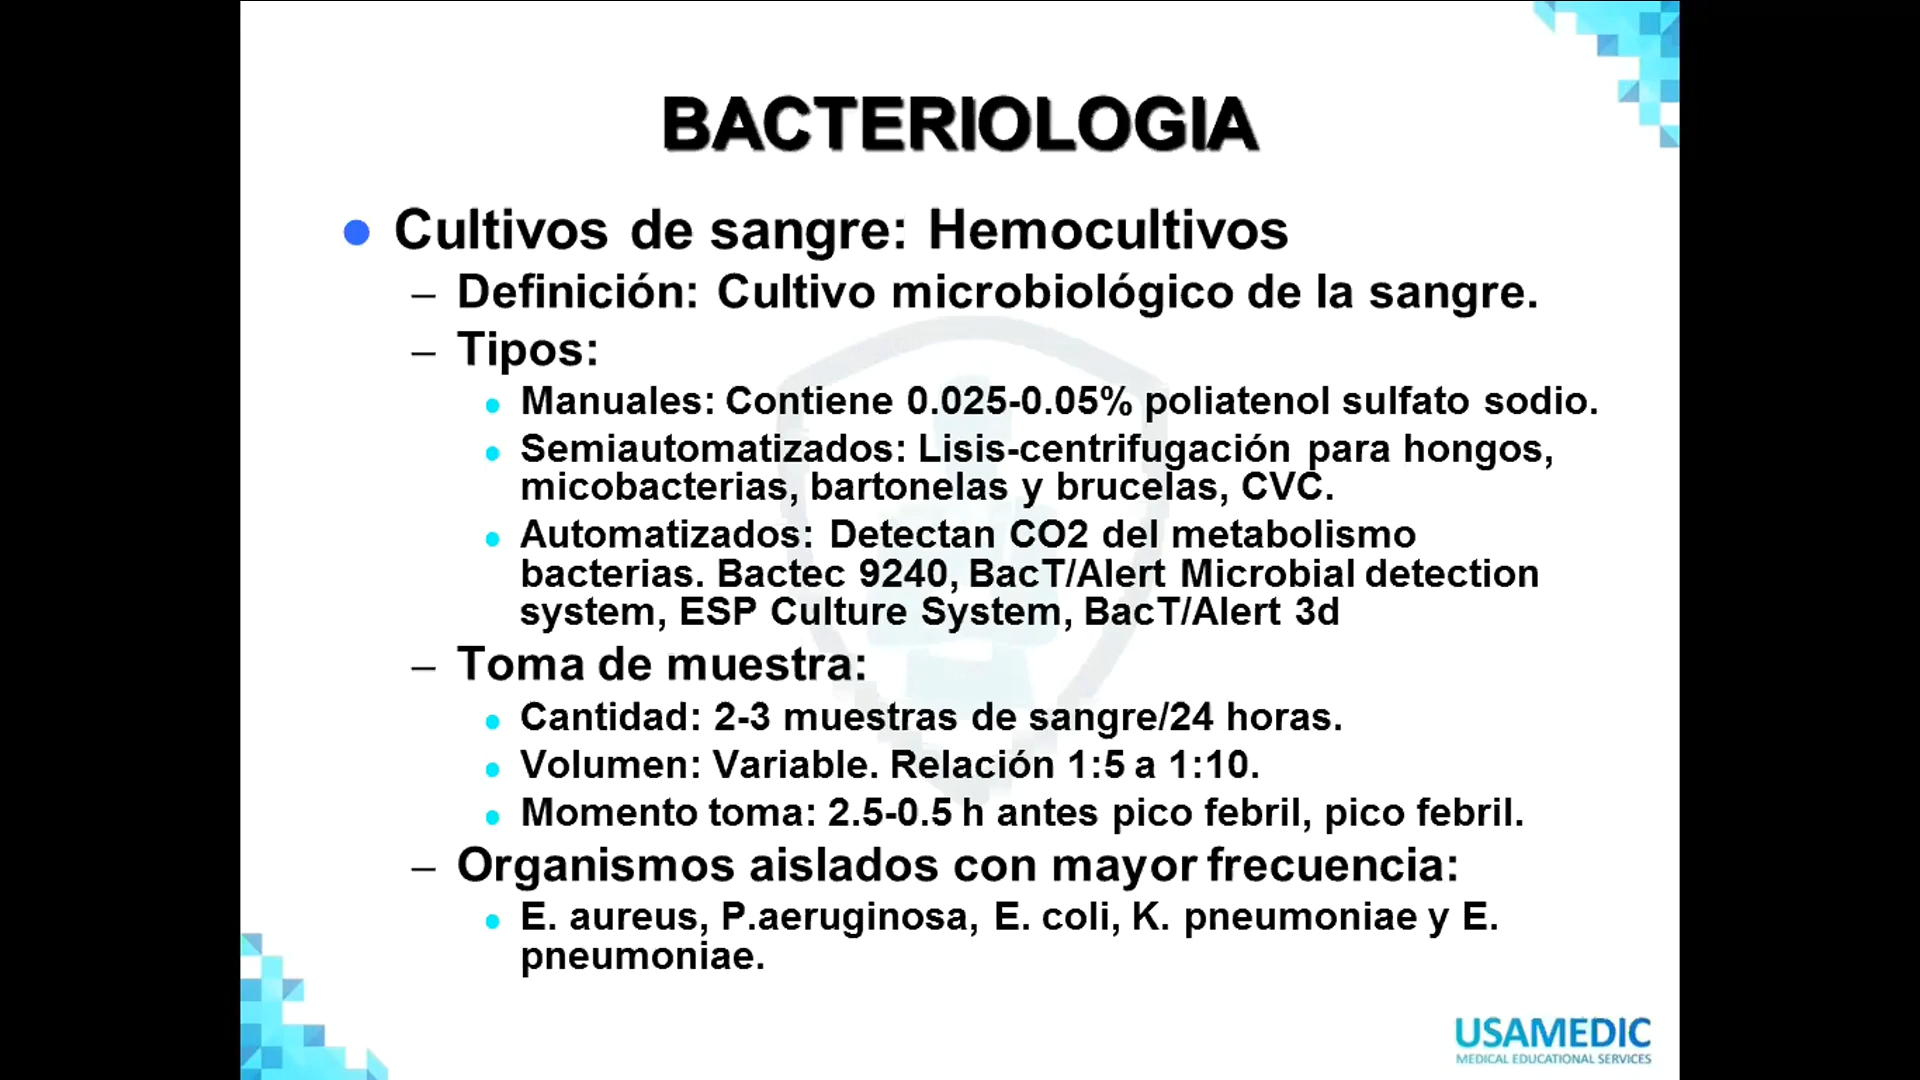 BACTERIOLOGIA
Cultivos de sangre: Hemocultivos
– Definición: Cultivo microbiológico de la sangre.
– Tipos:
Manuales: Contiene 0.025-0.05% poliatenol sulfato sodio.
Semiautomatizados: Lisis-centrifugación para hongos,
micobacterias, bartonelas y brucelas, CVC.
Automatizados: Detectan CO2 del metabolismo
bacterias. Bactec 9240, BacT/Alert Microbial detection
system, ESP Culture System, BacT/Alert 3d
– Toma de muestra:
Cantidad: 2-3 muestras de sangre/24 horas.
Volumen: Variable. Relación 1:5 a 1:10.
Momento toma: 2.5-0.5 h antes pico febril, pico febril.
– Organismos aislados con mayor frecuencia:
E. aureus, P.aeruginosa, E. coli, K. pneumoniae y E.
pneumoniae.
USAMEDIC
MEDICAL EDUCATIONAL SERVICES